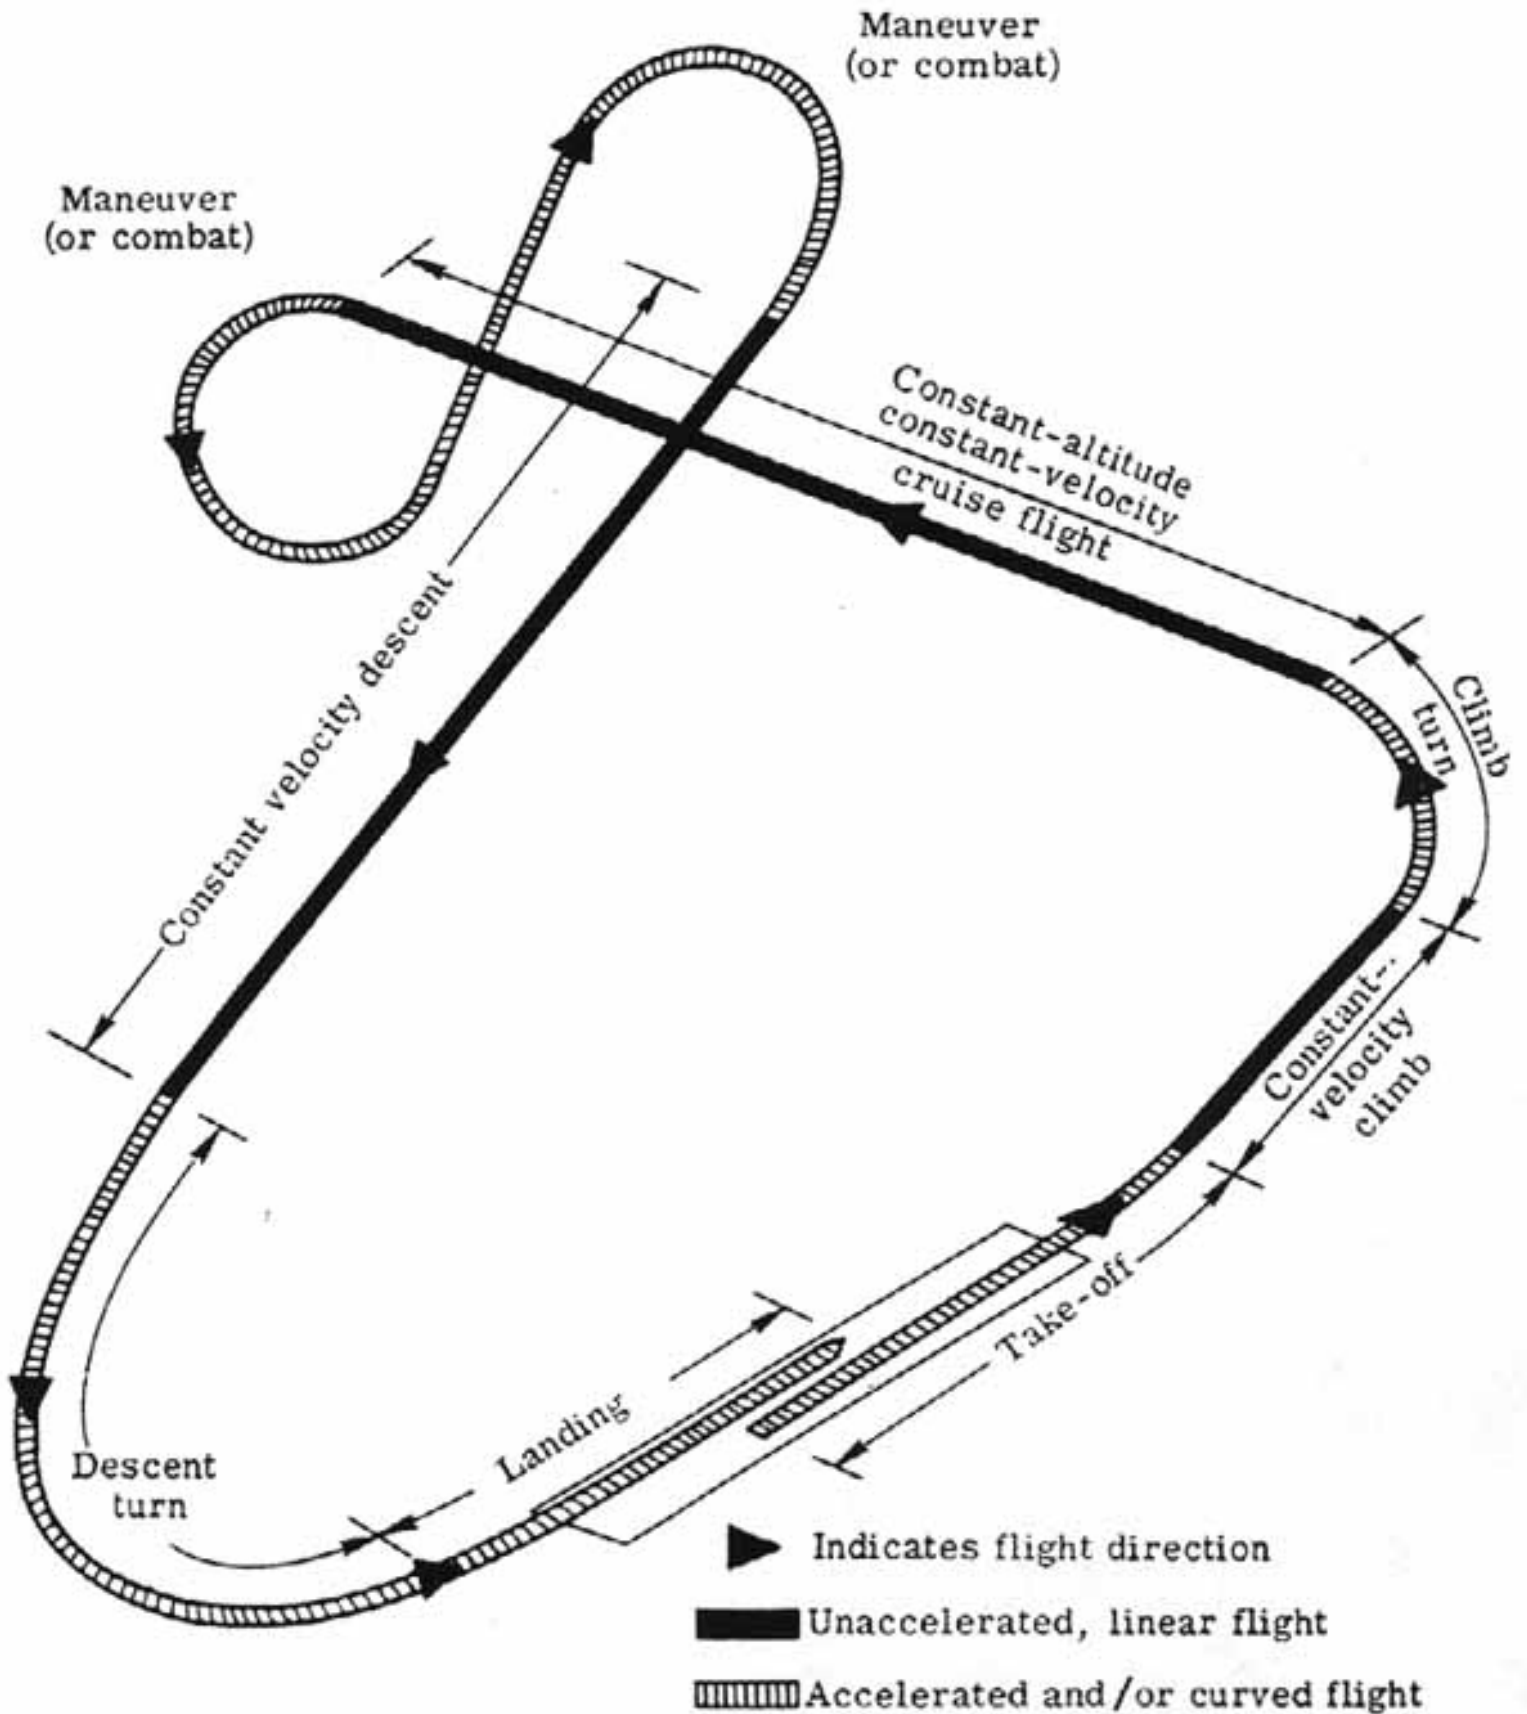 Maneuver
(or combat)
Maneuver
(or combat)
Constant-altitude
constant-velocity
cruise flight
Climb
turn
Constant velocity descent
Constant-
velocity
climb
Take-off
Landing
Descent
turn
Indicates flight direction
Unaccelerated, linear flight
Accelerated and/or curved flight